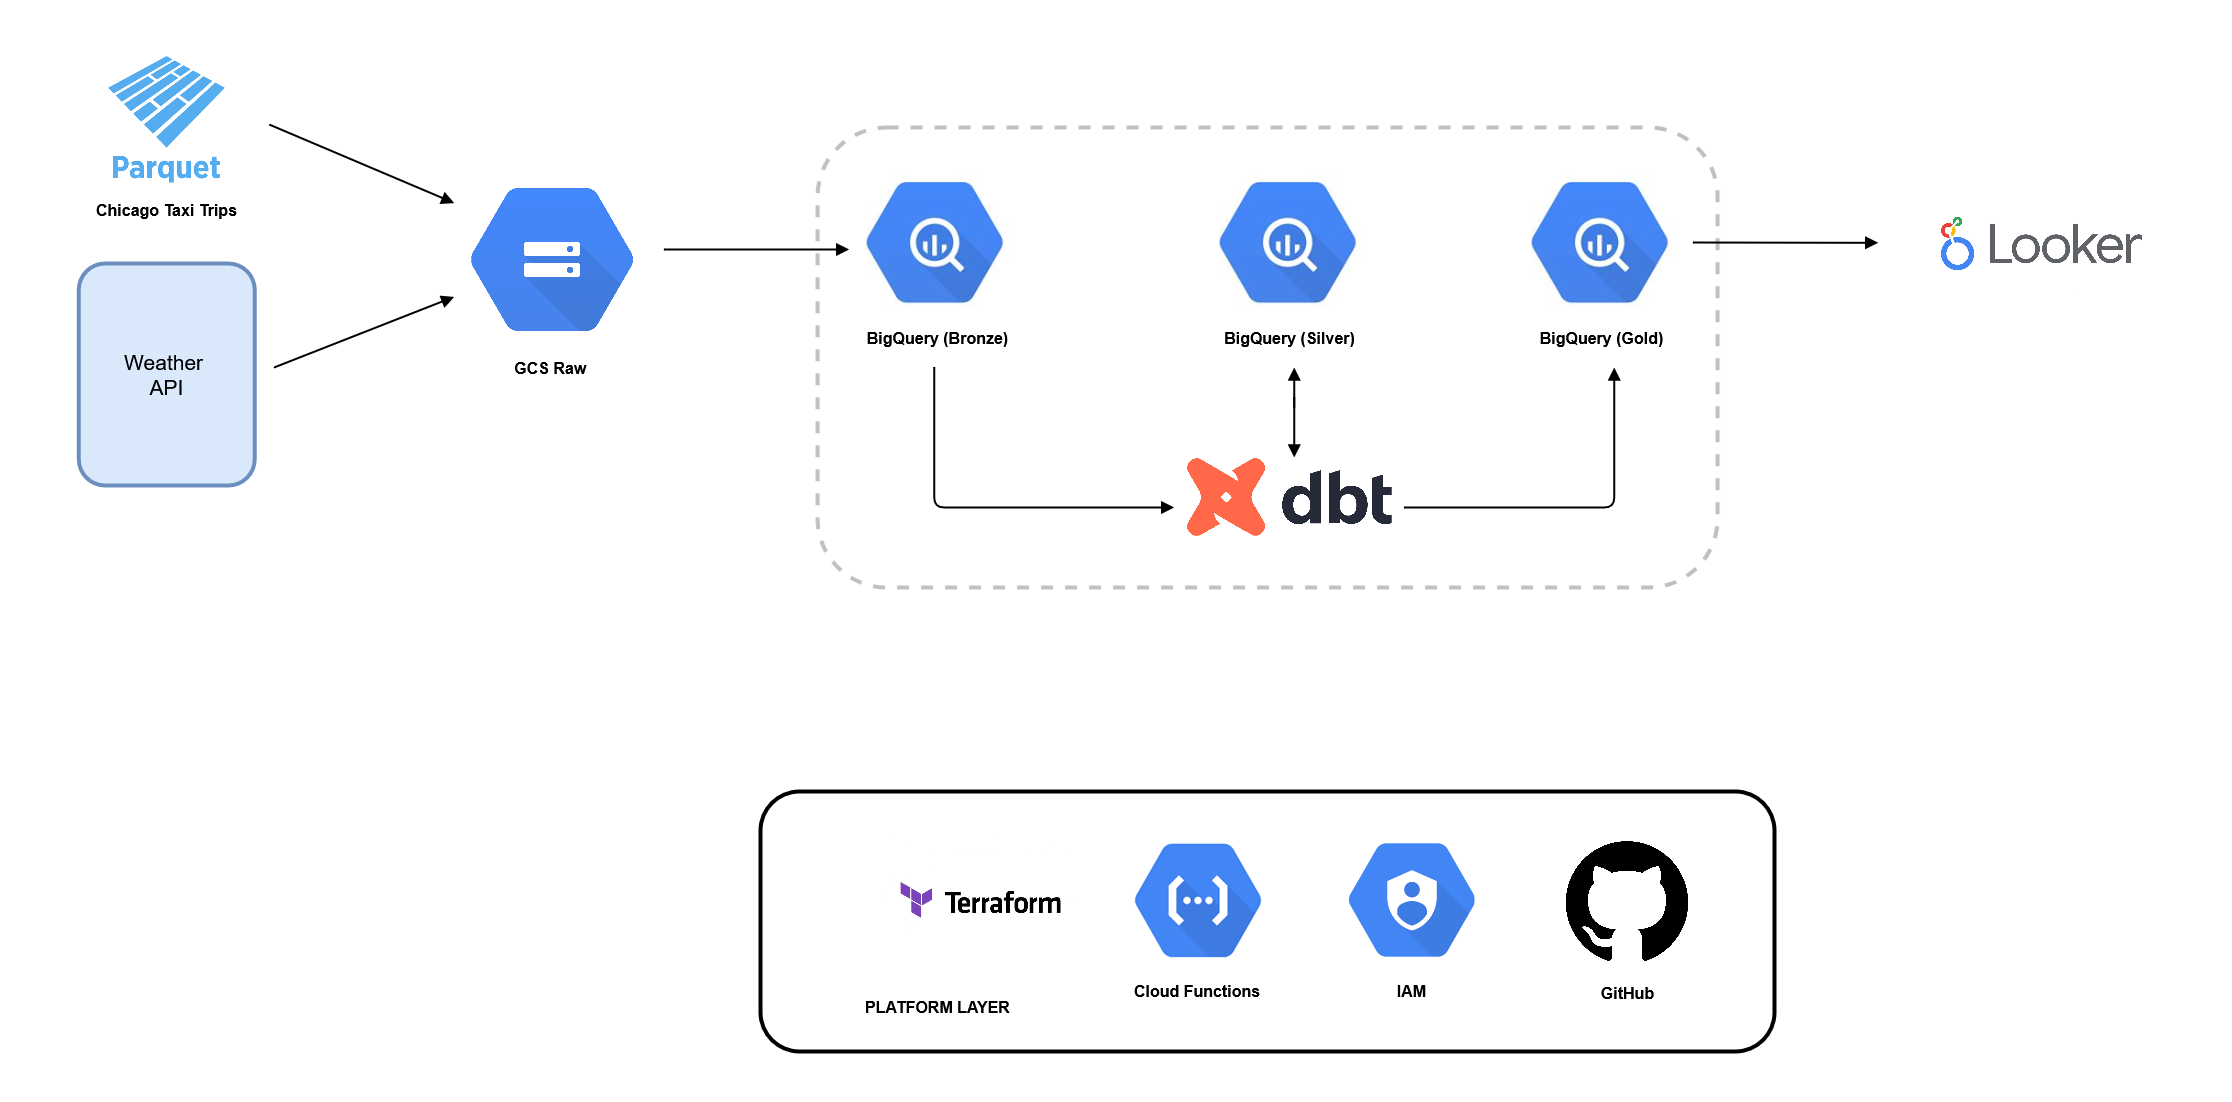 Parquet
Chicago Taxi Trips
Weather
API
GCS Raw
BigQuery (Bronze)
BigQuery (Silver)
BigQuery (Gold)
dbt
Looker
Terraform
PLATFORM LAYER
Cloud Functions
IAM
GitHub